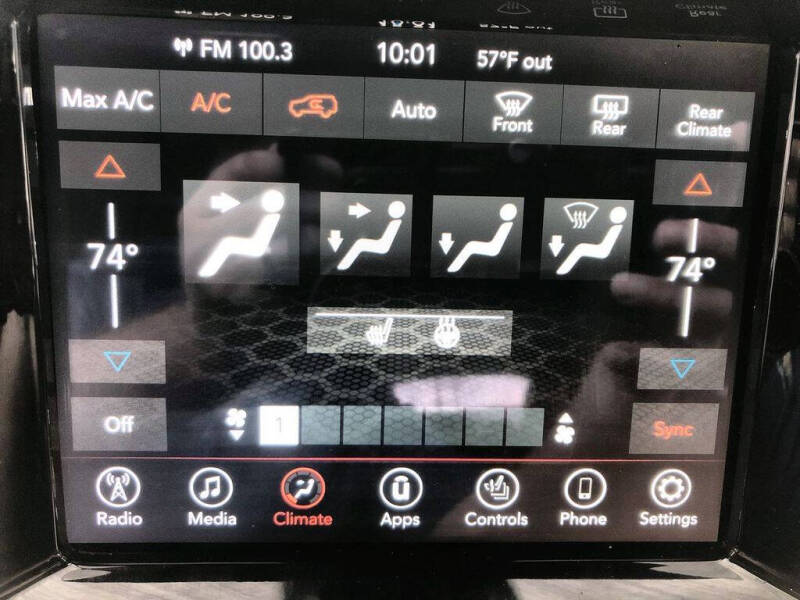 FM 100.3 10:01 57°F out
Max A/C A/C Auto Front Rear Rear Climate
74° 74°
Off 1 Sync
Radio Media Climate Apps Controls Phone Settings